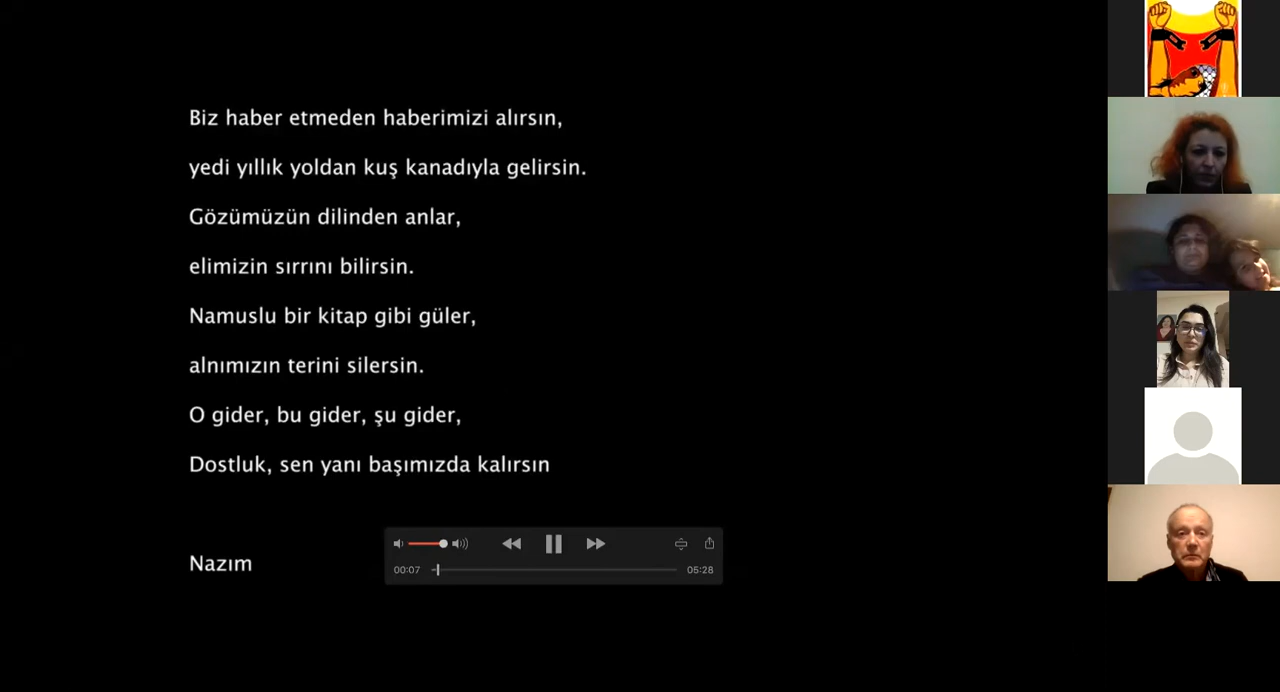 Biz haber etmeden haberimizi alırsın,
yedi yıllık yoldan kuş kanadıyla gelirsin.
Gözümüzün dilinden anlar,
elimizin sırrını bilirsin.
Namuslu bir kitap gibi güler,
alnımızın terini silersin.
O gider, bu gider, şu gider,
Dostluk, sen yanı başımızda kalırsın
Nazım
00:07
05:28